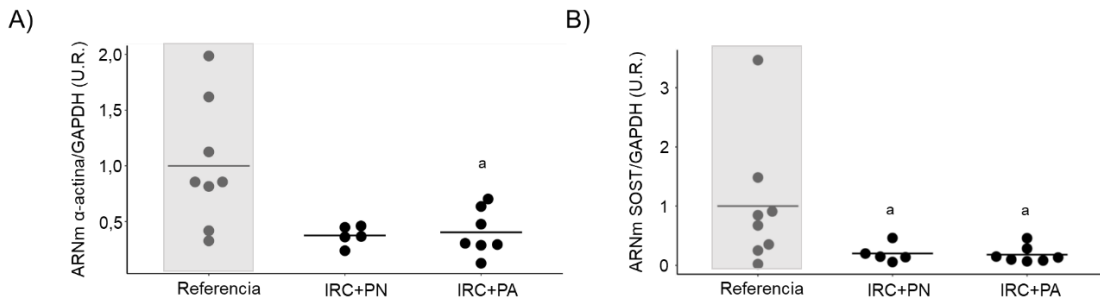 A)
ARNm α-actina/GAPDH (U.R.)
2,0
1,5
1,0
0,5
a
Referencia
IRC+PN
IRC+PA
B)
ARNm SOST/GAPDH (U.R.)
3
2
1
0
a
a
Referencia
IRC+PN
IRC+PA